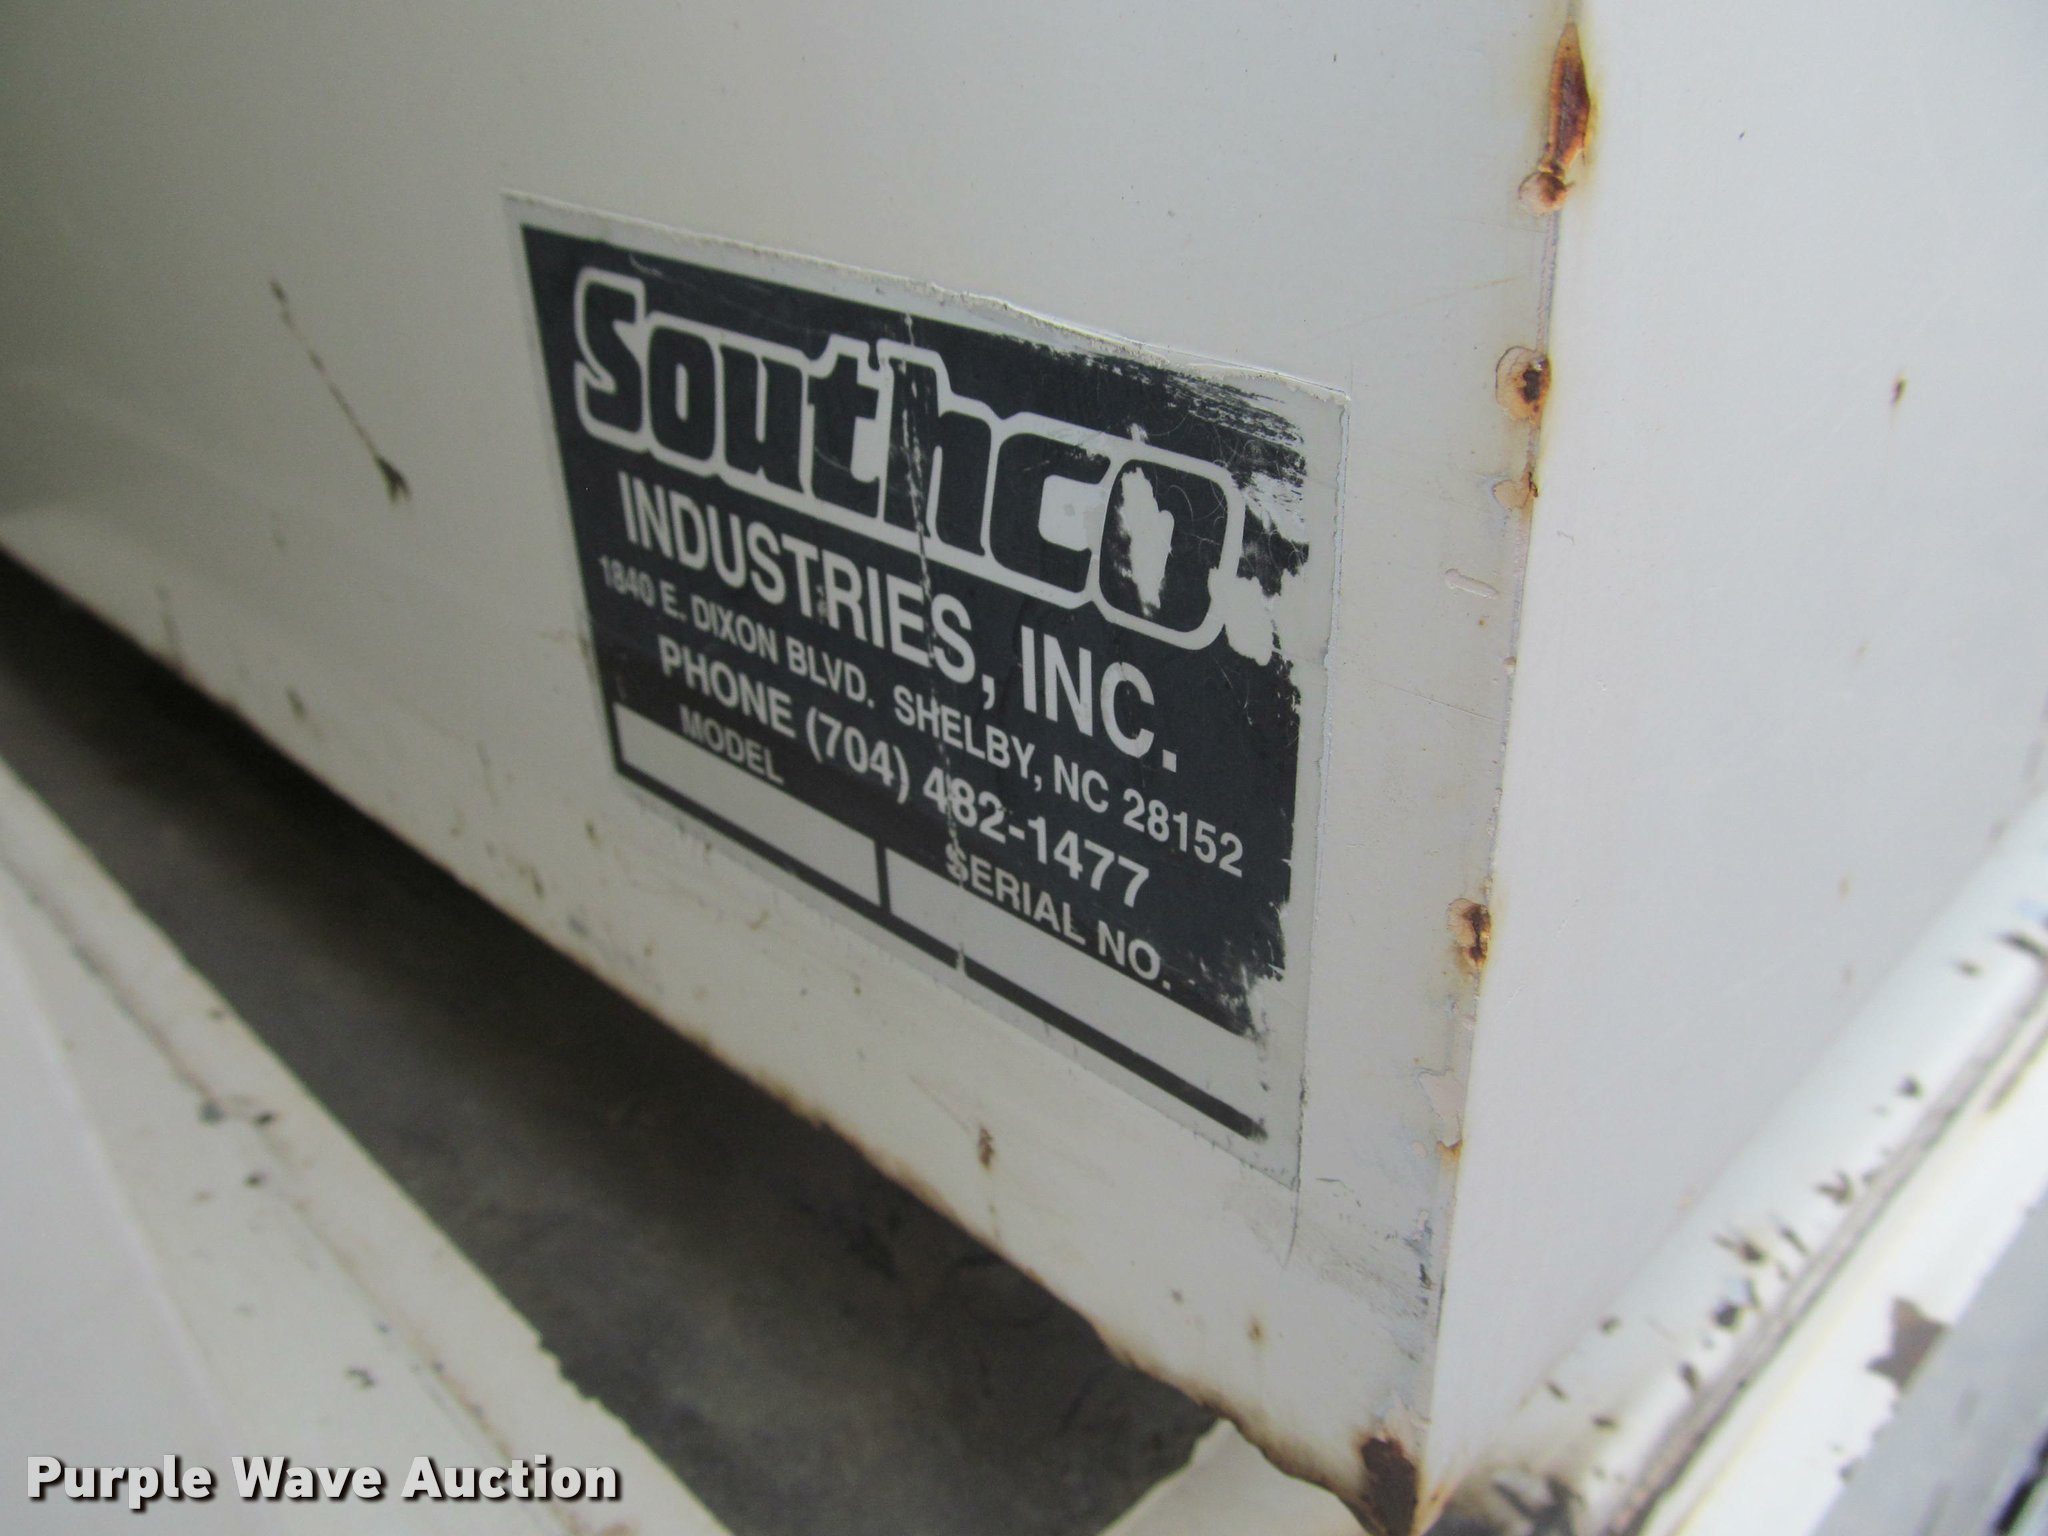 Southco
INDUSTRIES, INC.
1840 E. DIXON BLVD. SHELBY, NC 28152
PHONE (704) 482-1477
MODEL SERIAL NO.
Purple Wave Auction